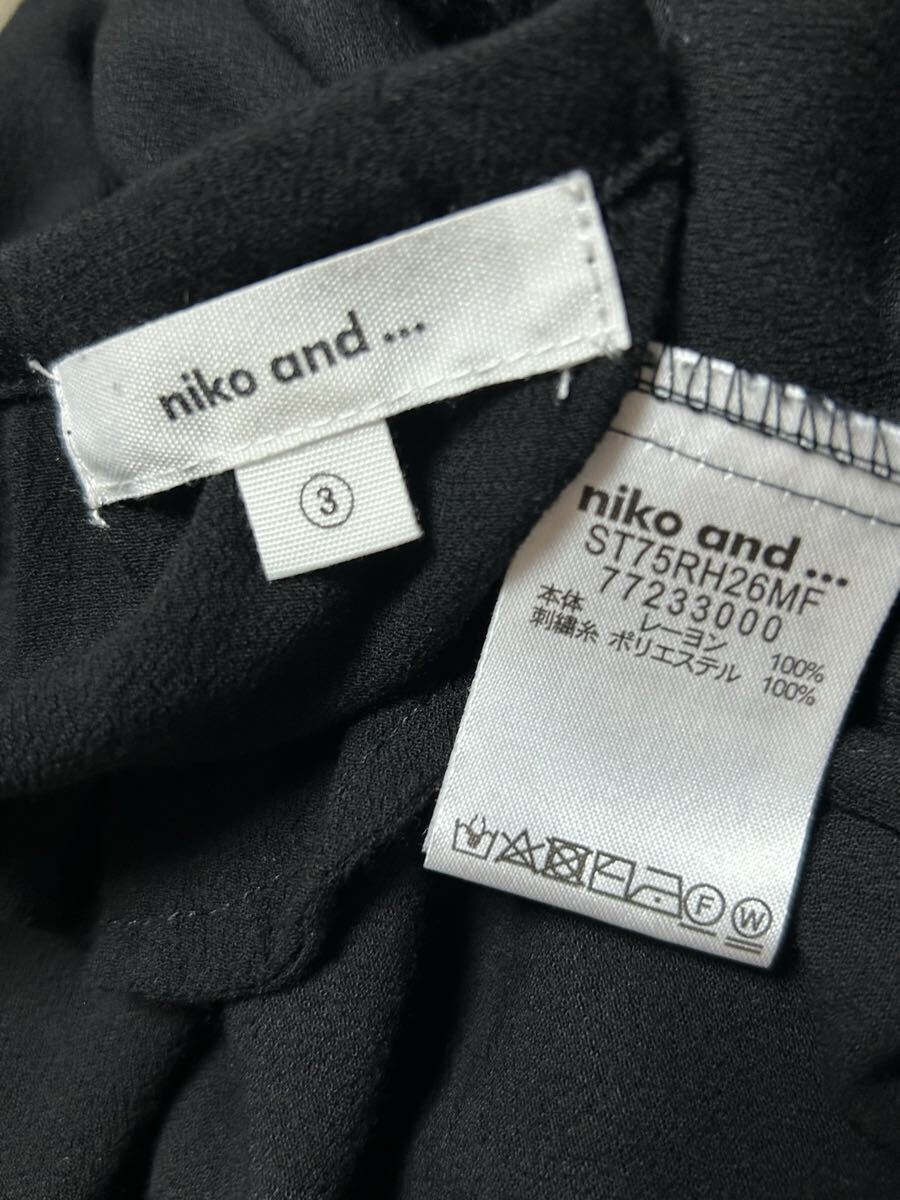 niko and ...
3
niko and ...
ST75RH26MF
77233000
本体 レーヨン 100%
刺繍糸 ポリエステル 100%
F W